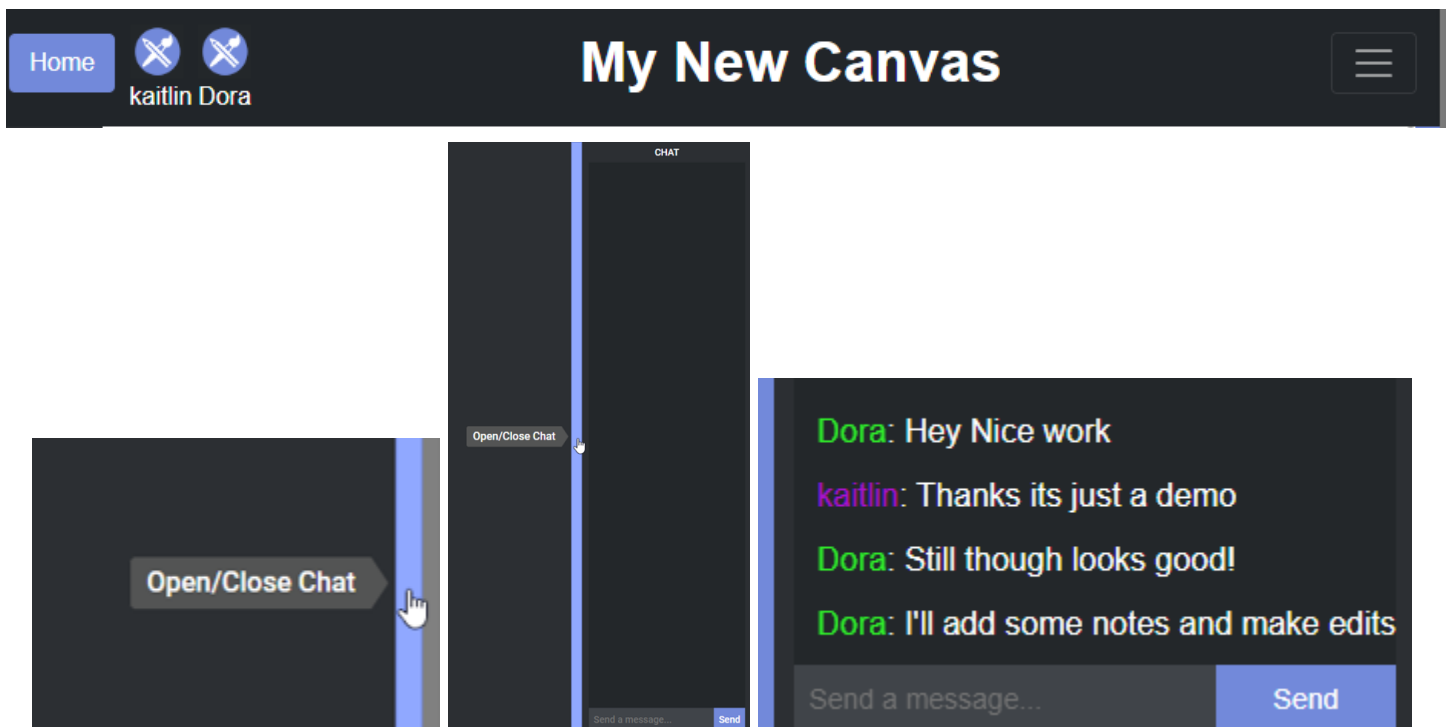 Home
kaitlin Dora
My New Canvas
Open/Close Chat
CHAT
Open/Close Chat
Send a message... Send
Dora: Hey Nice work
kaitlin: Thanks its just a demo
Dora: Still though looks good!
Dora: I'll add some notes and make edits
Send a message... Send